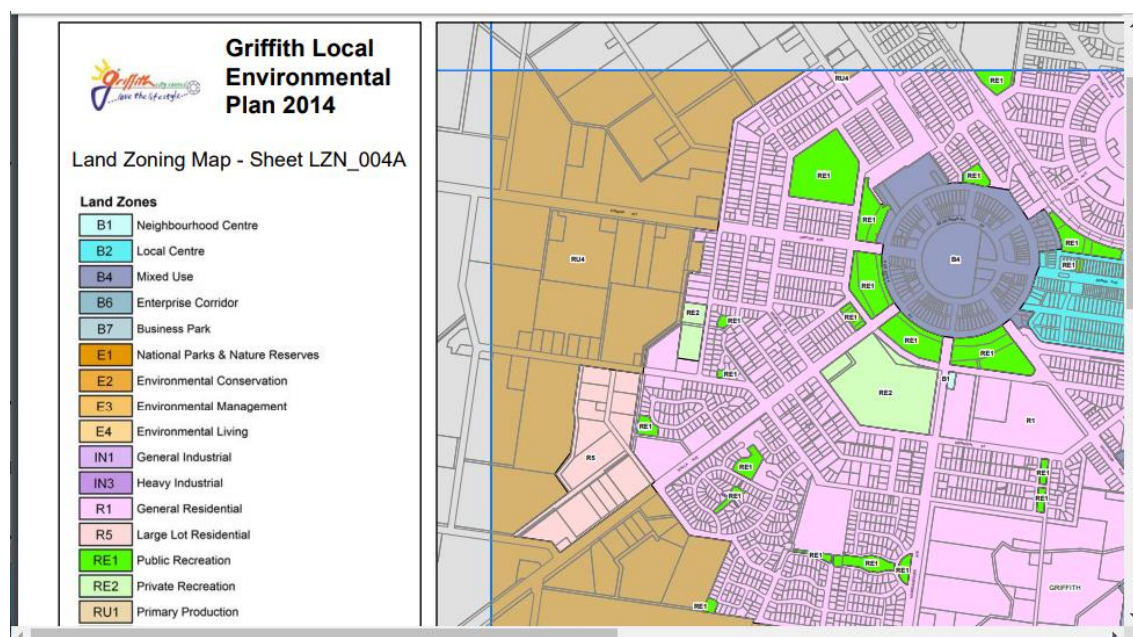 Griffith Local
Environmental
Plan 2014
griffith
city council
...love the lifestyle...
Land Zoning Map - Sheet LZN_004A
Land Zones
B1 Neighbourhood Centre
B2 Local Centre
B4 Mixed Use
B6 Enterprise Corridor
B7 Business Park
E1 National Parks & Nature Reserves
E2 Environmental Conservation
E3 Environmental Management
E4 Environmental Living
IN1 General Industrial
IN3 Heavy Industrial
R1 General Residential
R5 Large Lot Residential
RE1 Public Recreation
RE2 Private Recreation
RU1 Primary Production
RU4
RE1
RE1
RE1
RE1
RE1
RE1
RU4
B4
RE1
RE1
RE2
RE1
RE1
RE1
RE1
RE1
B1
RE2
R1
RE1
R5
RE1
RE1
RE1
RE1
RE1
RE1
RE1
GRIFFITH
RE1